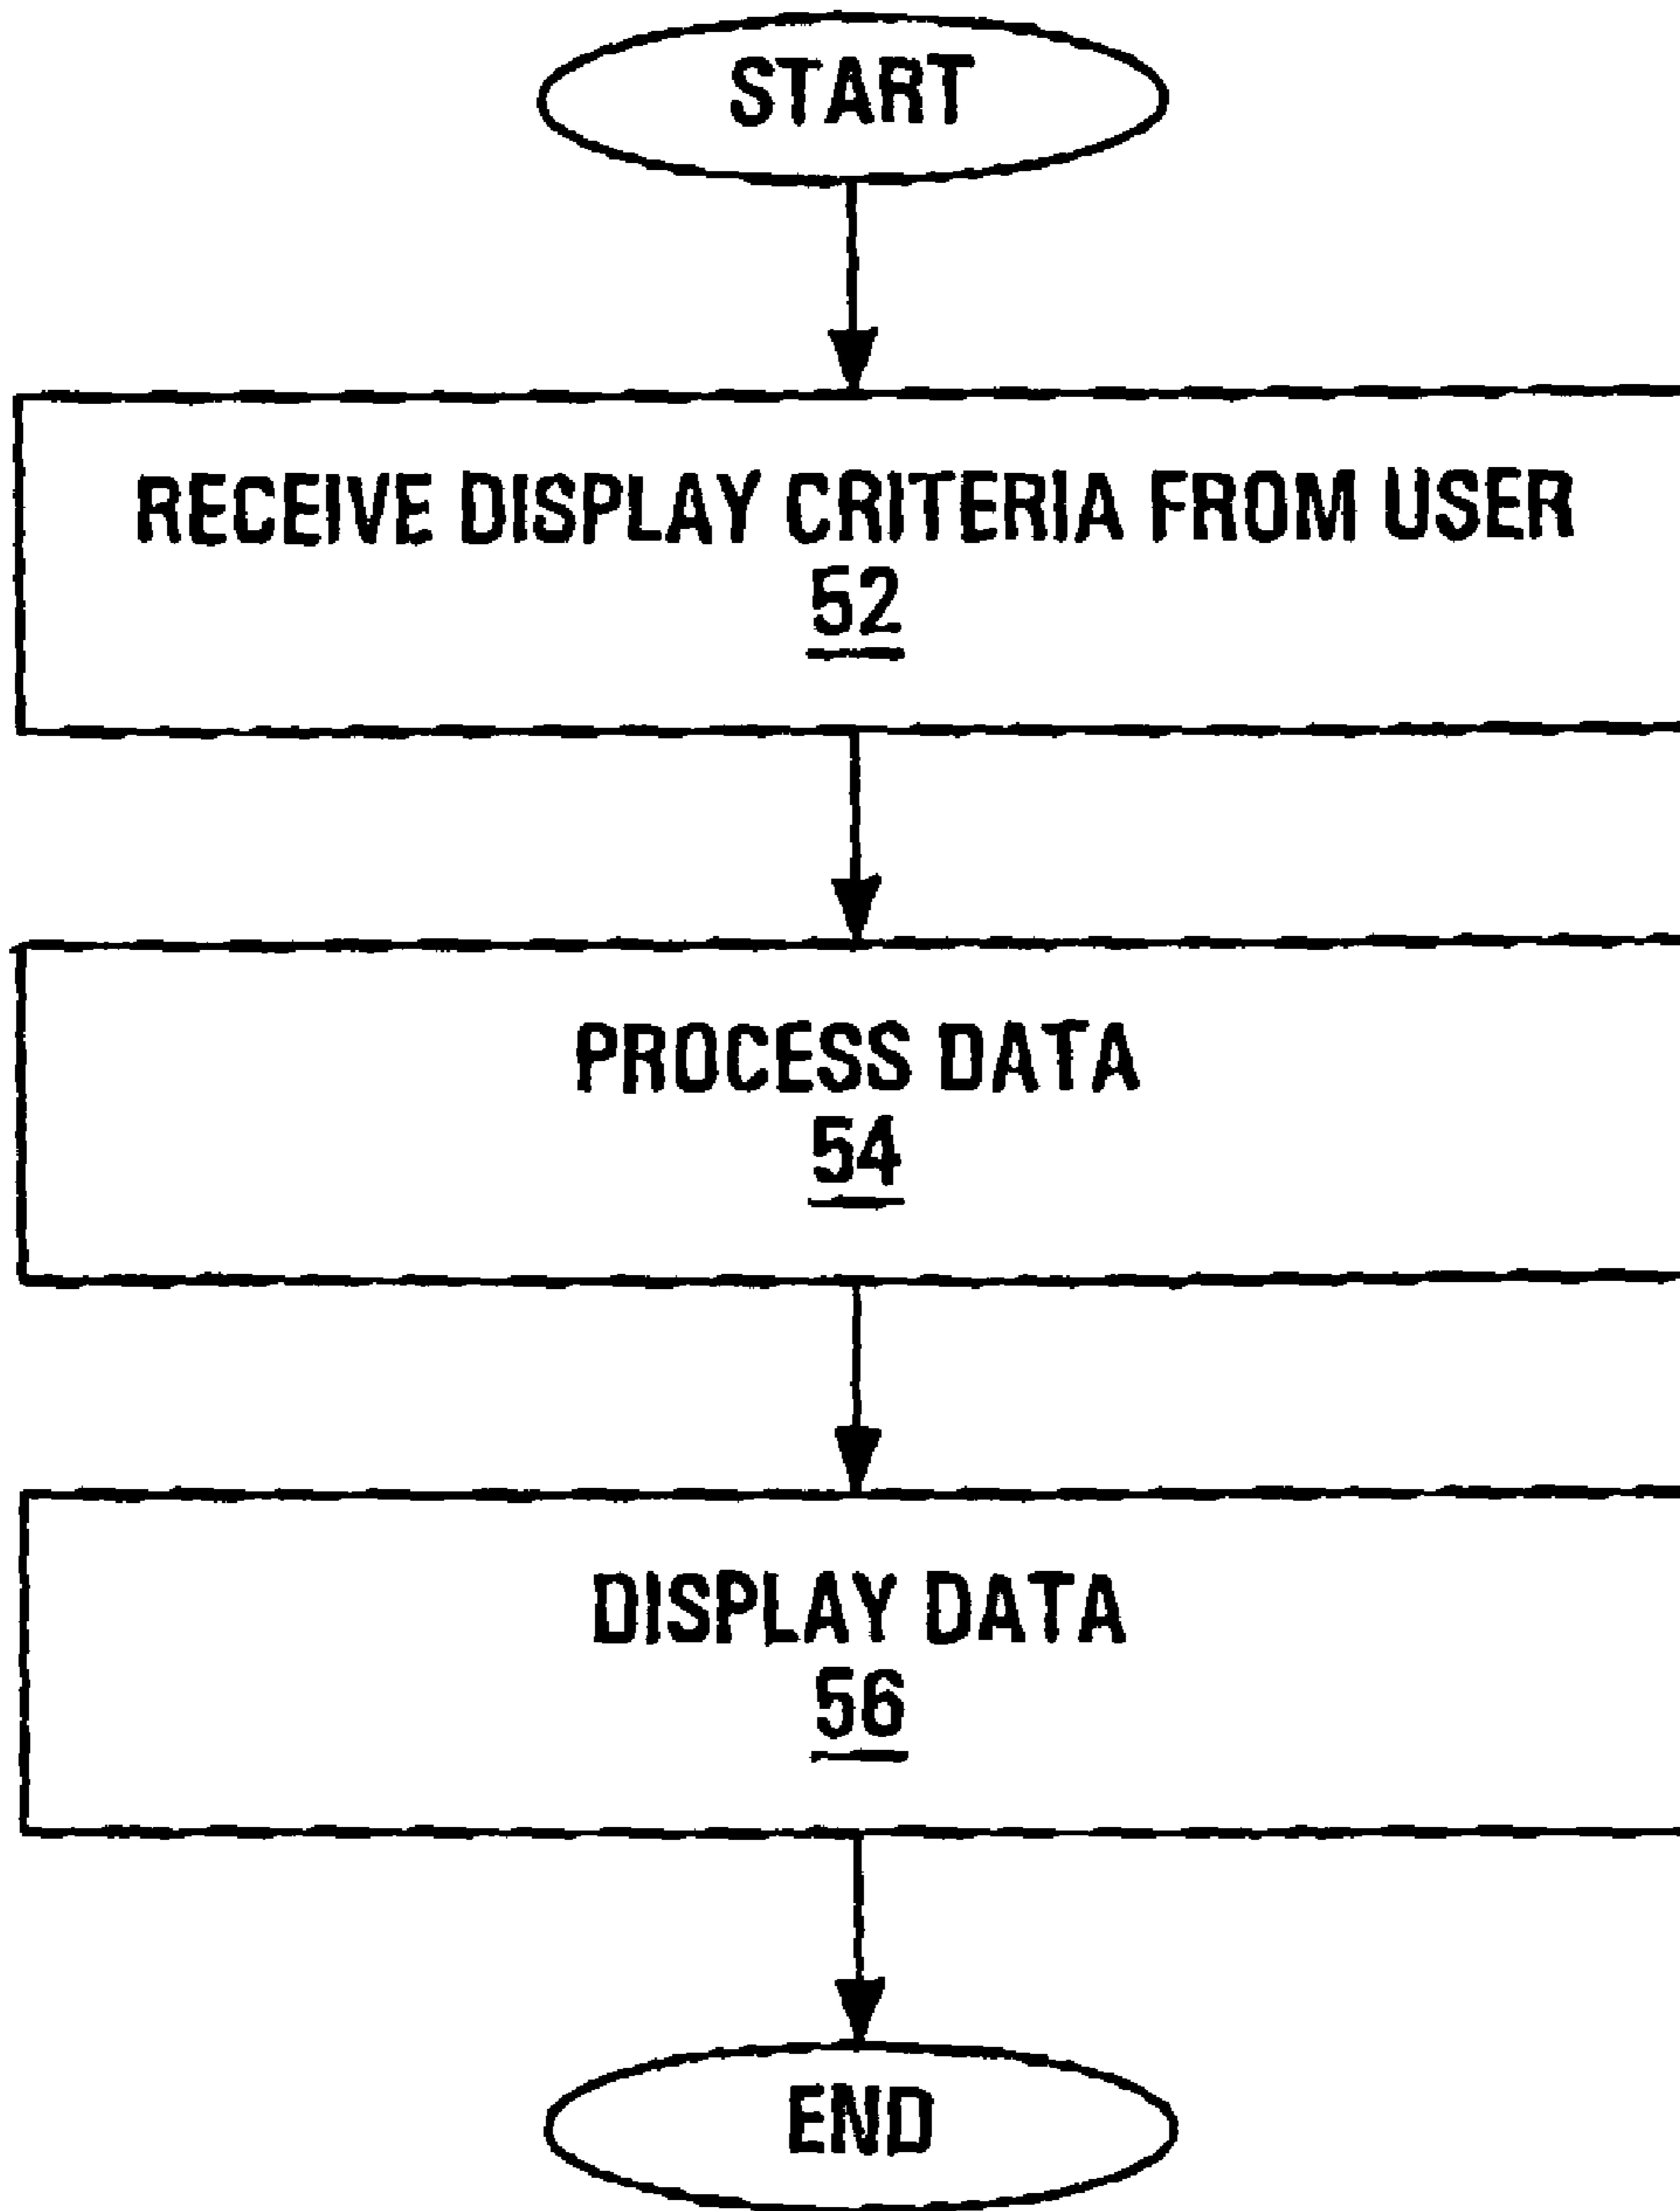 START
RECEIVE DISPLAY CRITERIA FROM USER
52
PROCESS DATA
54
DISPLAY DATA
56
END